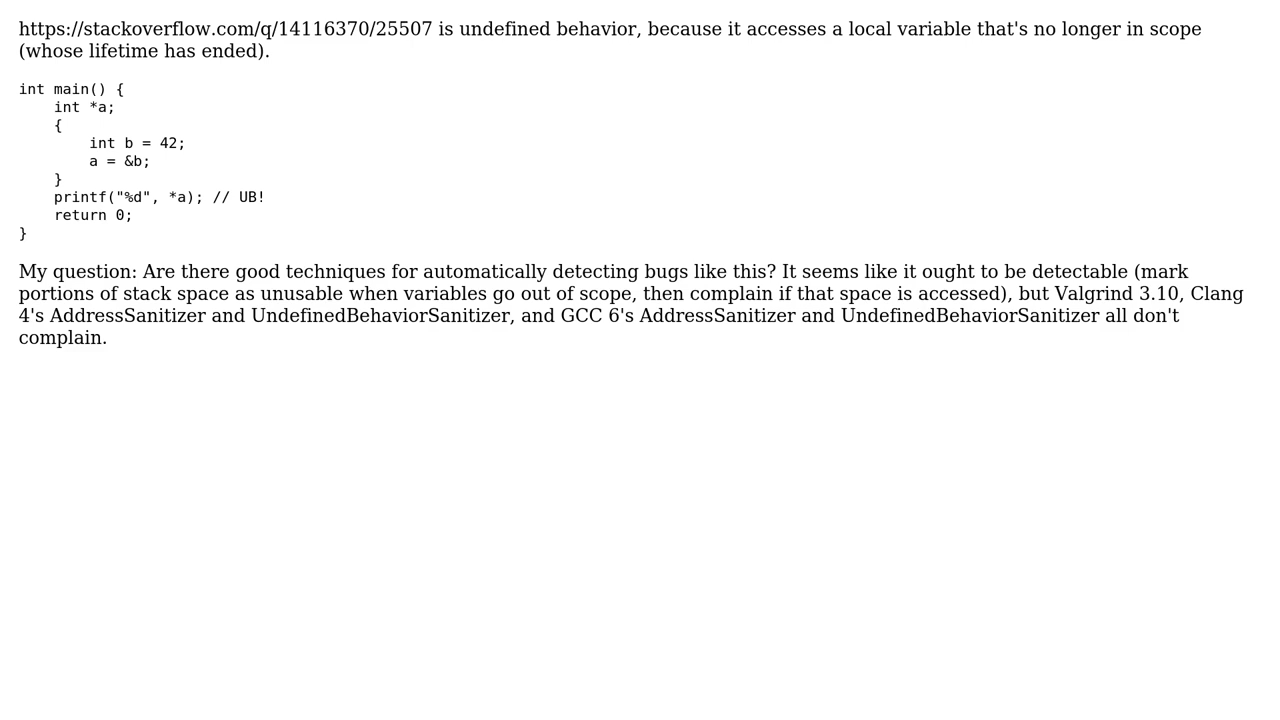 https://stackoverflow.com/q/14116370/25507 is undefined behavior, because it accesses a local variable that's no longer in scope
(whose lifetime has ended).
int main() {
    int *a;
    {
        int b = 42;
        a = &b;
    }
    printf("%d", *a); // UB!
    return 0;
}
My question: Are there good techniques for automatically detecting bugs like this? It seems like it ought to be detectable (mark
portions of stack space as unusable when variables go out of scope, then complain if that space is accessed), but Valgrind 3.10, Clang
4's AddressSanitizer and UndefinedBehaviorSanitizer, and GCC 6's AddressSanitizer and UndefinedBehaviorSanitizer all don't
complain.